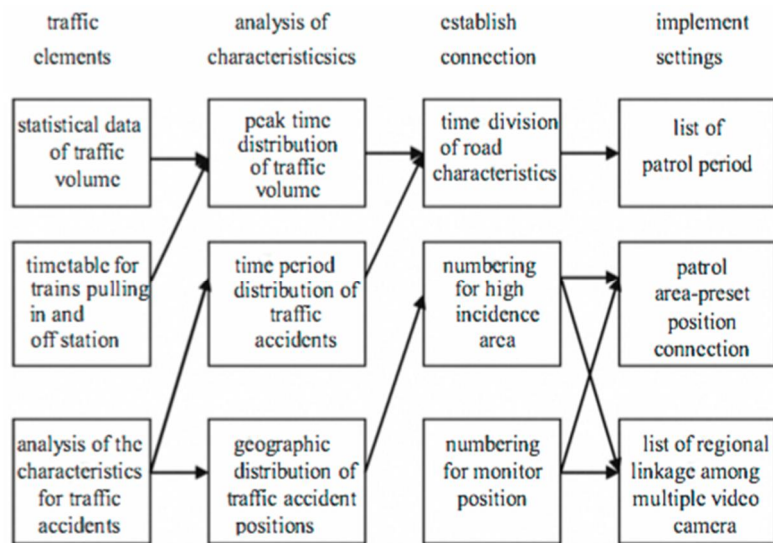 traffic
elements
analysis of
characteristicsics
establish
connection
implement
settings
statistical data
of traffic
volume
peak time
distribution
of traffic
volume
time division
of road
characteristics
list of
patrol period
timetable for
trains pulling
in and
off station
time period
distribution of
traffic
accidents
numbering
for high
incidence
area
patrol
area-preset
position
connection
analysis of the
characteristics
for traffic
accidents
geographic
distribution of
traffic accident
positions
numbering
for monitor
position
list of regional
linkage among
multiple video
camera